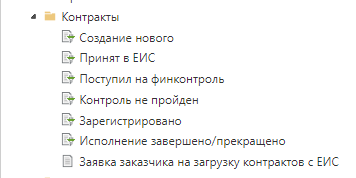 Контракты
Создание нового
Принят в ЕИС
Поступил на финконтроль
Контроль не пройден
Зарегистрировано
Исполнение завершено/прекращено
Заявка заказчика на загрузку контрактов с ЕИС